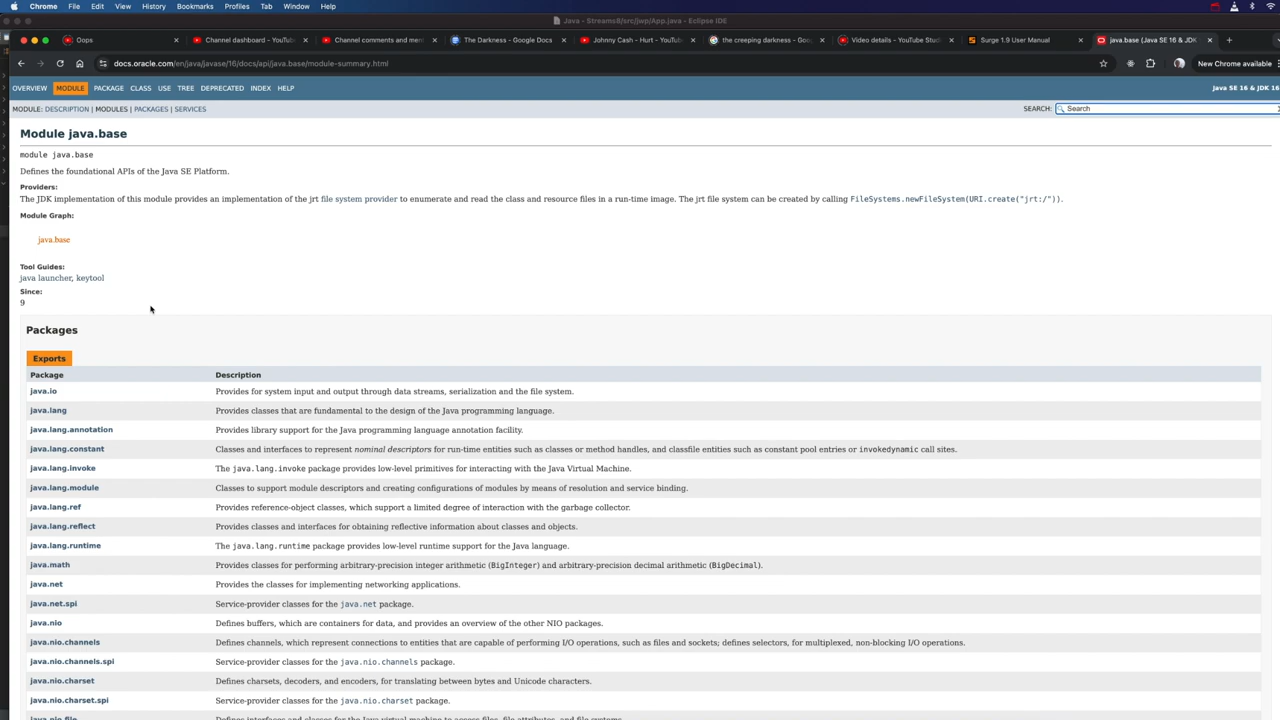 Chrome File Edit View History Bookmarks Profiles Tab Window Help
Java - Streams8/src/jwp/App.java - Eclipse IDE
Oops
Channel dashboard - YouTub
Channel comments and men
The Darkness - Google Docs
Johnny Cash - Hurt - YouTube
the creeping darkness - Goo
Video details - YouTube Stud
Surge 1.9 User Manual
java.base (Java SE 16 & JDK
docs.oracle.com/en/java/javase/16/docs/api/java.base/module-summary.html
New Chrome available
OVERVIEW MODULE PACKAGE CLASS USE TREE DEPRECATED INDEX HELP
Java SE 16 & JDK 16
MODULE: DESCRIPTION | MODULES | PACKAGES | SERVICES
SEARCH: Search
Module java.base
module java.base
Defines the foundational APIs of the Java SE Platform.
Providers:
The JDK implementation of this module provides an implementation of the jrt file system provider to enumerate and read the class and resource files in a run-time image. The jrt file system can be created by calling FileSystems.newFileSystem(URI.create("jrt:/")).
Module Graph:
java.base
Tool Guides:
java launcher, keytool
Since:
9
Packages
Exports
Package Description
java.io Provides for system input and output through data streams, serialization and the file system.
java.lang Provides classes that are fundamental to the design of the Java programming language.
java.lang.annotation Provides library support for the Java programming language annotation facility.
java.lang.constant Classes and interfaces to represent nominal descriptors for run-time entities such as classes or method handles, and classfile entities such as constant pool entries or invokedynamic call sites.
java.lang.invoke The java.lang.invoke package provides low-level primitives for interacting with the Java Virtual Machine.
java.lang.module Classes to support module descriptors and creating configurations of modules by means of resolution and service binding.
java.lang.ref Provides reference-object classes, which support a limited degree of interaction with the garbage collector.
java.lang.reflect Provides classes and interfaces for obtaining reflective information about classes and objects.
java.lang.runtime The java.lang.runtime package provides low-level runtime support for the Java language.
java.math Provides classes for performing arbitrary-precision integer arithmetic (BigInteger) and arbitrary-precision decimal arithmetic (BigDecimal).
java.net Provides the classes for implementing networking applications.
java.net.spi Service-provider classes for the java.net package.
java.nio Defines buffers, which are containers for data, and provides an overview of the other NIO packages.
java.nio.channels Defines channels, which represent connections to entities that are capable of performing I/O operations, such as files and sockets; defines selectors, for multiplexed, non-blocking I/O operations.
java.nio.channels.spi Service-provider classes for the java.nio.channels package.
java.nio.charset Defines charsets, decoders, and encoders, for translating between bytes and Unicode characters.
java.nio.charset.spi Service-provider classes for the java.nio.charset package.
java.nio.file Defines interfaces and classes for the Java virtual machine to access files, file attributes, and file systems.